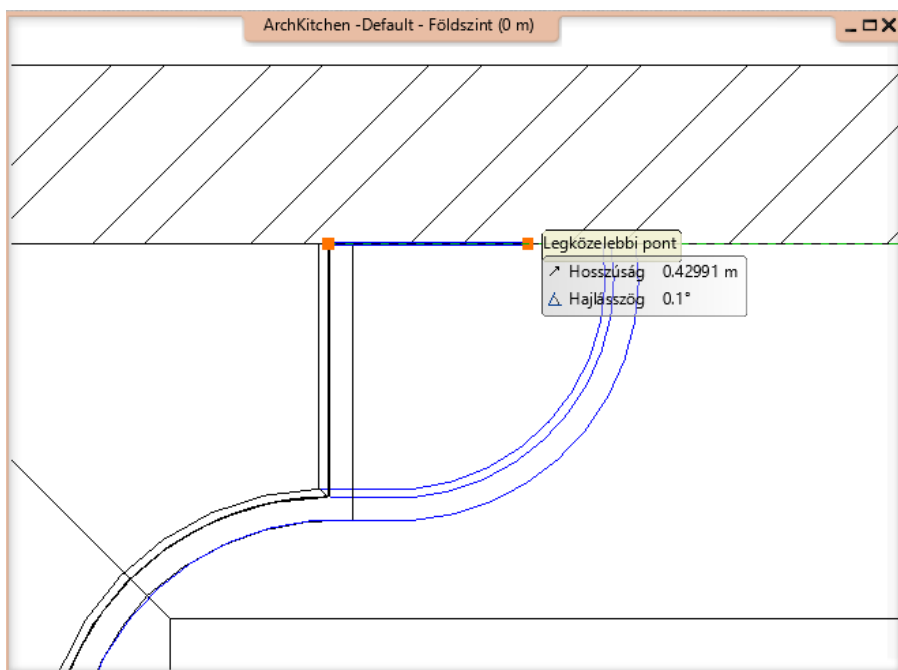 ArchKitchen -Default - Földszint (0 m)
Legközelebbi pont
Hosszúság 0.42991 m
Hajlásszög 0.1°